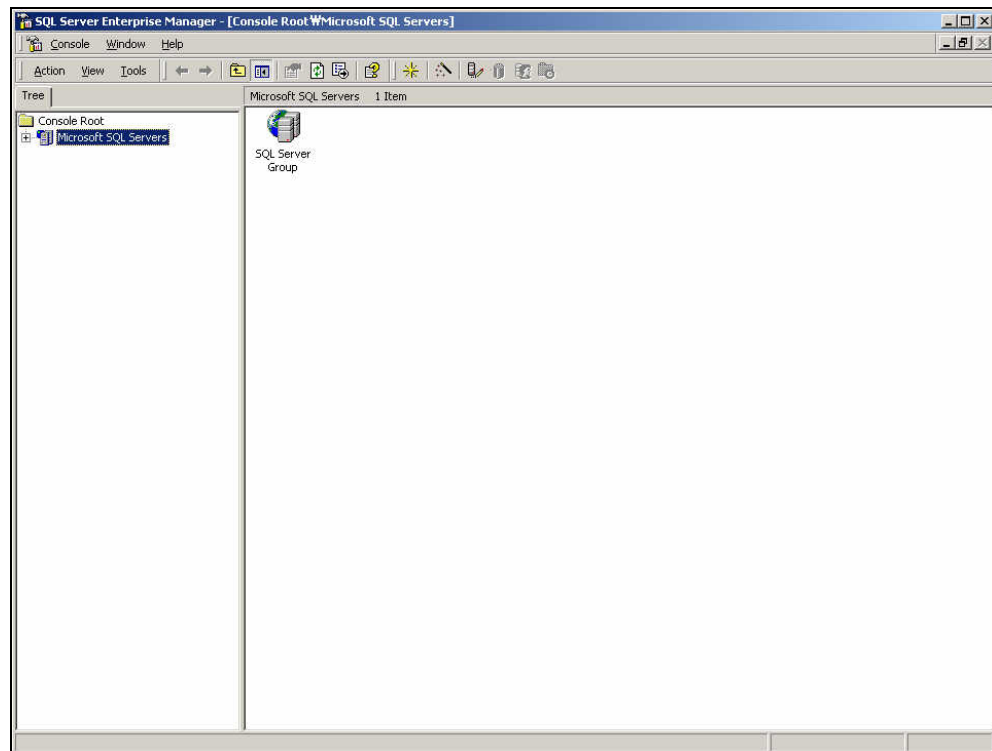 SQL Server Enterprise Manager - [Console Root₩Microsoft SQL Servers]
Console Window Help
Action View Tools
Tree
Microsoft SQL Servers 1 Item
Console Root
Microsoft SQL Servers
SQL Server
Group